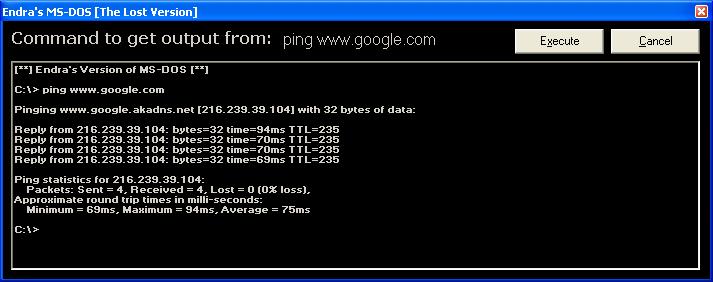 Endra's MS-DOS [The Lost Version]
Command to get output from: ping www.google.com Execute Cancel
[**] Endra's Version of MS-DOS [**]
C:\> ping www.google.com
Pinging www.google.akadns.net [216.239.39.104] with 32 bytes of data:
Reply from 216.239.39.104: bytes=32 time=94ms TTL=235
Reply from 216.239.39.104: bytes=32 time=70ms TTL=235
Reply from 216.239.39.104: bytes=32 time=70ms TTL=235
Reply from 216.239.39.104: bytes=32 time=69ms TTL=235
Ping statistics for 216.239.39.104:
Packets: Sent = 4, Received = 4, Lost = 0 (0% loss),
Approximate round trip times in milli-seconds:
Minimum = 69ms, Maximum = 94ms, Average = 75ms
C:\>